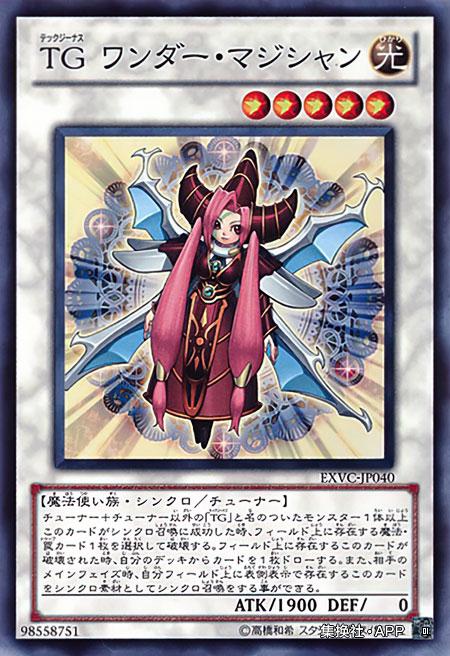 テックジーナス
TG ワンダー・マジシャン
ひかり
光
EXVC-JP040
【魔法使い族・シンクロ/チューナー】
チューナー+チューナー以外の「TG」と名のついたモンスター1体以上
このカードがシンクロ召喚に成功した時、フィールド上に存在する魔法・
罠カード1枚を選択して破壊する。フィールド上に存在するこのカードが
破壊された時、自分のデッキからカードを1枚ドローする。また、相手の
メインフェイズ時、自分フィールド上に表側表示で存在するこのカード
をシンクロ素材としてシンクロ召喚をする事ができる。
ATK/1900 DEF/ 0
98558751
©高橋和希 スタジオ 集換社・APP 01